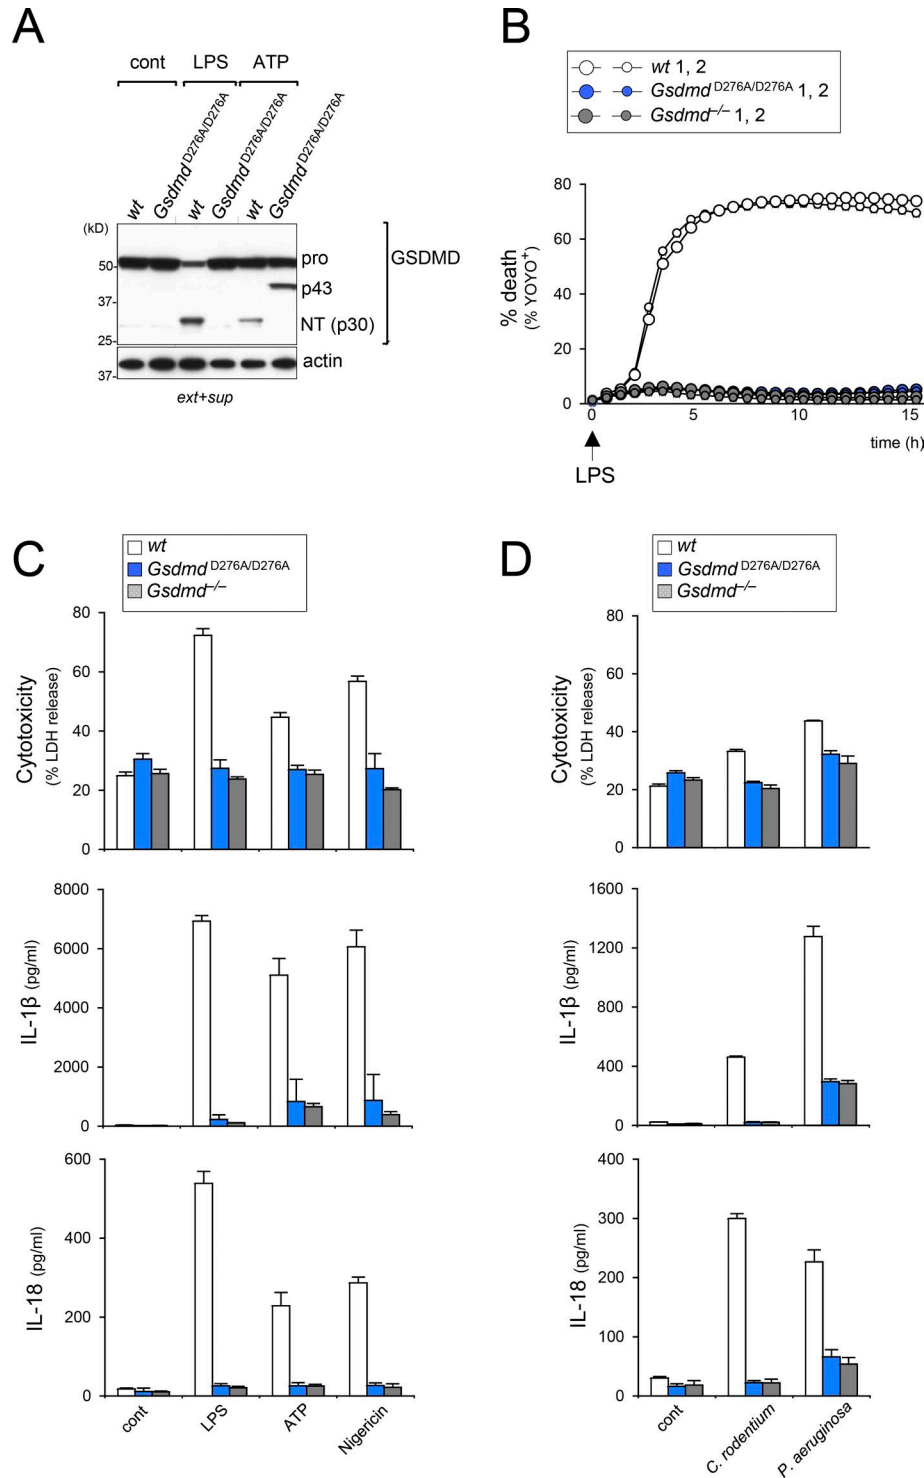 A
cont LPS ATP
wt Gsdmd D276A/D276A wt Gsdmd D276A/D276A wt Gsdmd D276A/D276A
(kD)
50-
37-
25-
37-
pro
p43
NT (p30)
GSDMD
actin
ext+sup
B
wt 1, 2
Gsdmd D276A/D276A 1, 2
Gsdmd–/– 1, 2
% death
(% YOYO+)
80
60
40
20
0
0 5 10 15
time (h)
LPS
C
wt
Gsdmd D276A/D276A
Gsdmd–/–
Cytotoxicity
(% LDH release)
80
60
40
20
0
IL-1β (pg/ml)
8000
6000
4000
2000
0
IL-18 (pg/ml)
600
400
200
0
cont LPS ATP Nigericin
D
wt
Gsdmd D276A/D276A
Gsdmd–/–
Cytotoxicity
(% LDH release)
80
60
40
20
0
IL-1β (pg/ml)
1600
1200
800
400
0
IL-18 (pg/ml)
400
300
200
100
0
cont C. rodentium P. aeruginosa